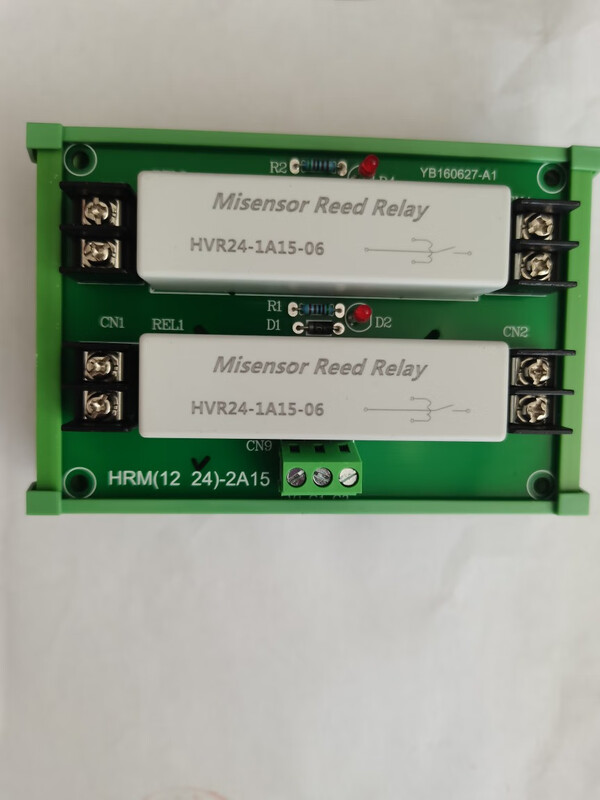 R2
YB160627-A1
Misensor Reed Relay
HVR24-1A15-06
R1
D1
D2
CN1
REL1
CN2
Misensor Reed Relay
HVR24-1A15-06
CN9
HRM(12 24)-2A15